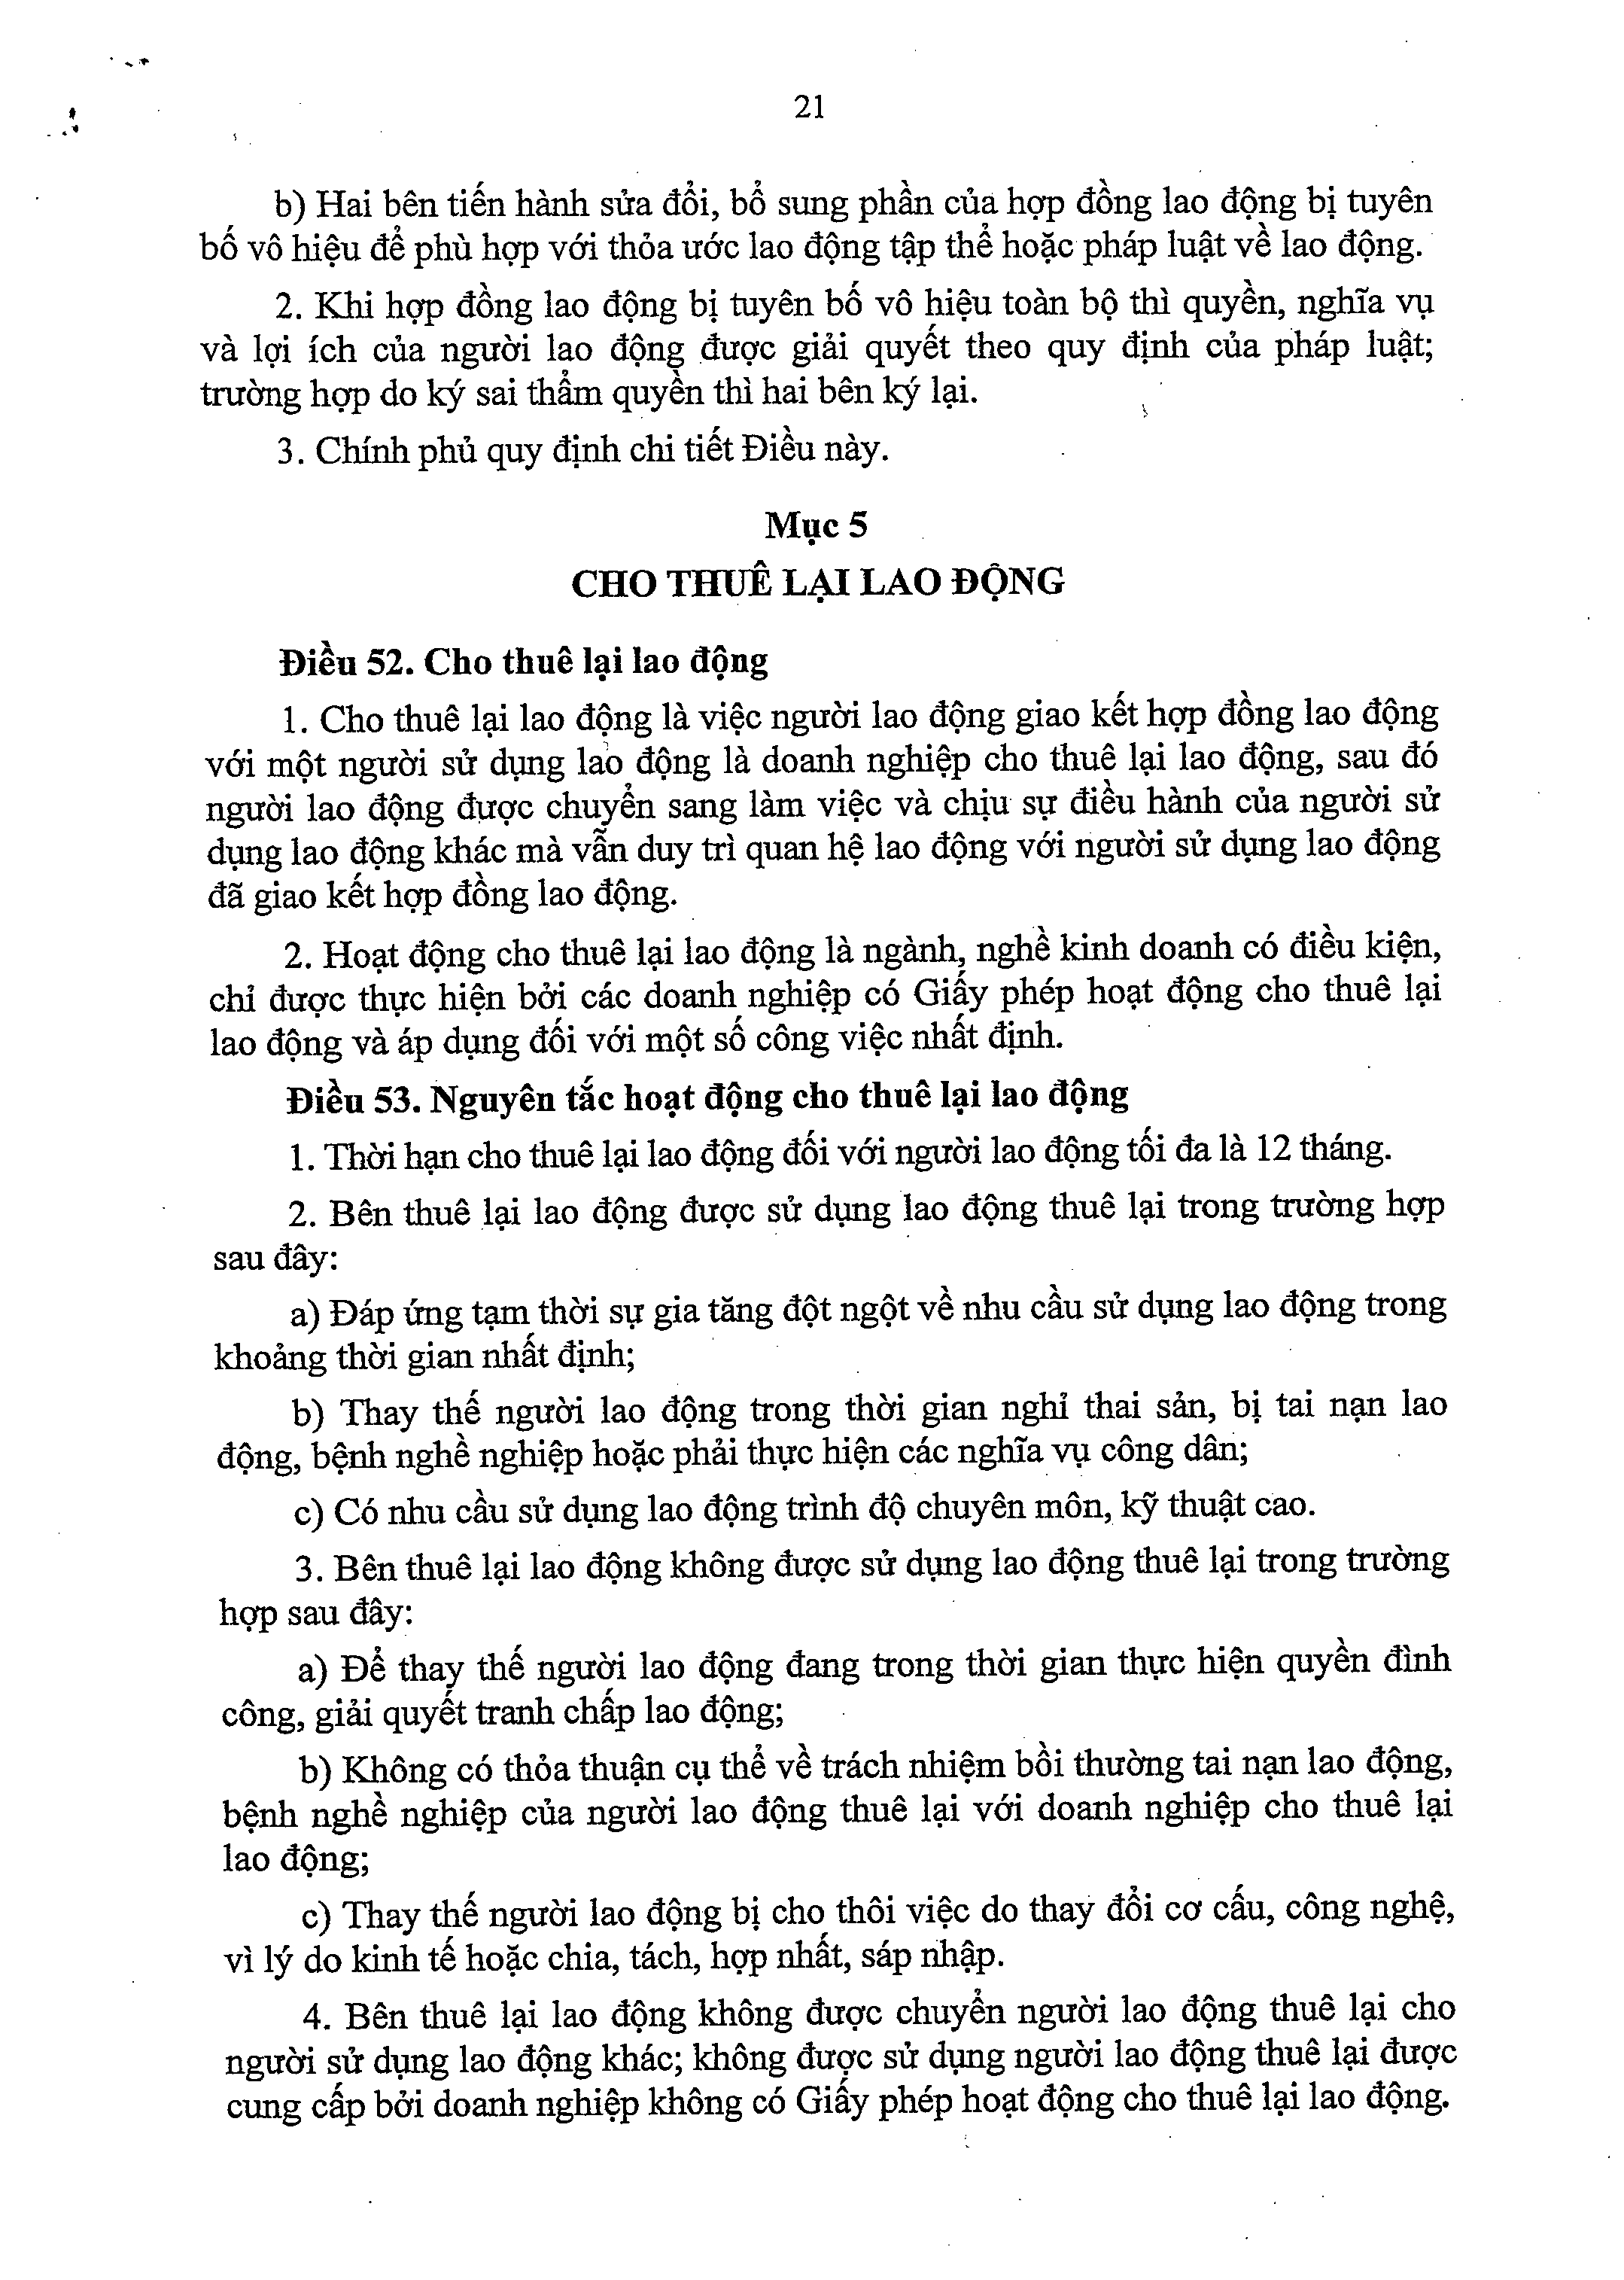 21
b) Hai bên tiến hành sửa đổi, bổ sung phần của hợp đồng lao động bị tuyên
bố vô hiệu để phù hợp với thỏa ước lao động tập thể hoặc pháp luật về lao động.
2. Khi hợp đồng lao động bị tuyên bố vô hiệu toàn bộ thì quyền, nghĩa vụ
và lợi ích của người lao động được giải quyết theo quy định của pháp luật;
trường hợp do ký sai thẩm quyền thì hai bên ký lại.
3. Chính phủ quy định chi tiết Điều này.
Mục 5
CHO THUÊ LẠI LAO ĐỘNG
Điều 52. Cho thuê lại lao động
1. Cho thuê lại lao động là việc người lao động giao kết hợp đồng lao động
với một người sử dụng lao động là doanh nghiệp cho thuê lại lao động, sau đó
người lao động được chuyển sang làm việc và chịu sự điều hành của người sử
dụng lao động khác mà vẫn duy trì quan hệ lao động với người sử dụng lao động
đã giao kết hợp đồng lao động.
2. Hoạt động cho thuê lại lao động là ngành, nghề kinh doanh có điều kiện,
chỉ được thực hiện bởi các doanh nghiệp có Giấy phép hoạt động cho thuê lại
lao động và áp dụng đối với một số công việc nhất định.
Điều 53. Nguyên tắc hoạt động cho thuê lại lao động
1. Thời hạn cho thuê lại lao động đối với người lao động tối đa là 12 tháng.
2. Bên thuê lại lao động được sử dụng lao động thuê lại trong trường hợp
sau đây:
a) Đáp ứng tạm thời sự gia tăng đột ngột về nhu cầu sử dụng lao động trong
khoảng thời gian nhất định;
b) Thay thế người lao động trong thời gian nghỉ thai sản, bị tai nạn lao
động, bệnh nghề nghiệp hoặc phải thực hiện các nghĩa vụ công dân;
c) Có nhu cầu sử dụng lao động trình độ chuyên môn, kỹ thuật cao.
3. Bên thuê lại lao động không được sử dụng lao động thuê lại trong trường
hợp sau đây:
a) Để thay thế người lao động đang trong thời gian thực hiện quyền đình
công, giải quyết tranh chấp lao động;
b) Không có thỏa thuận cụ thể về trách nhiệm bồi thường tai nạn lao động,
bệnh nghề nghiệp của người lao động thuê lại với doanh nghiệp cho thuê lại
lao động;
c) Thay thế người lao động bị cho thôi việc do thay đổi cơ cấu, công nghệ,
vì lý do kinh tế hoặc chia, tách, hợp nhất, sáp nhập.
4. Bên thuê lại lao động không được chuyển người lao động thuê lại cho
người sử dụng lao động khác; không được sử dụng người lao động thuê lại được
cung cấp bởi doanh nghiệp không có Giấy phép hoạt động cho thuê lại lao động.